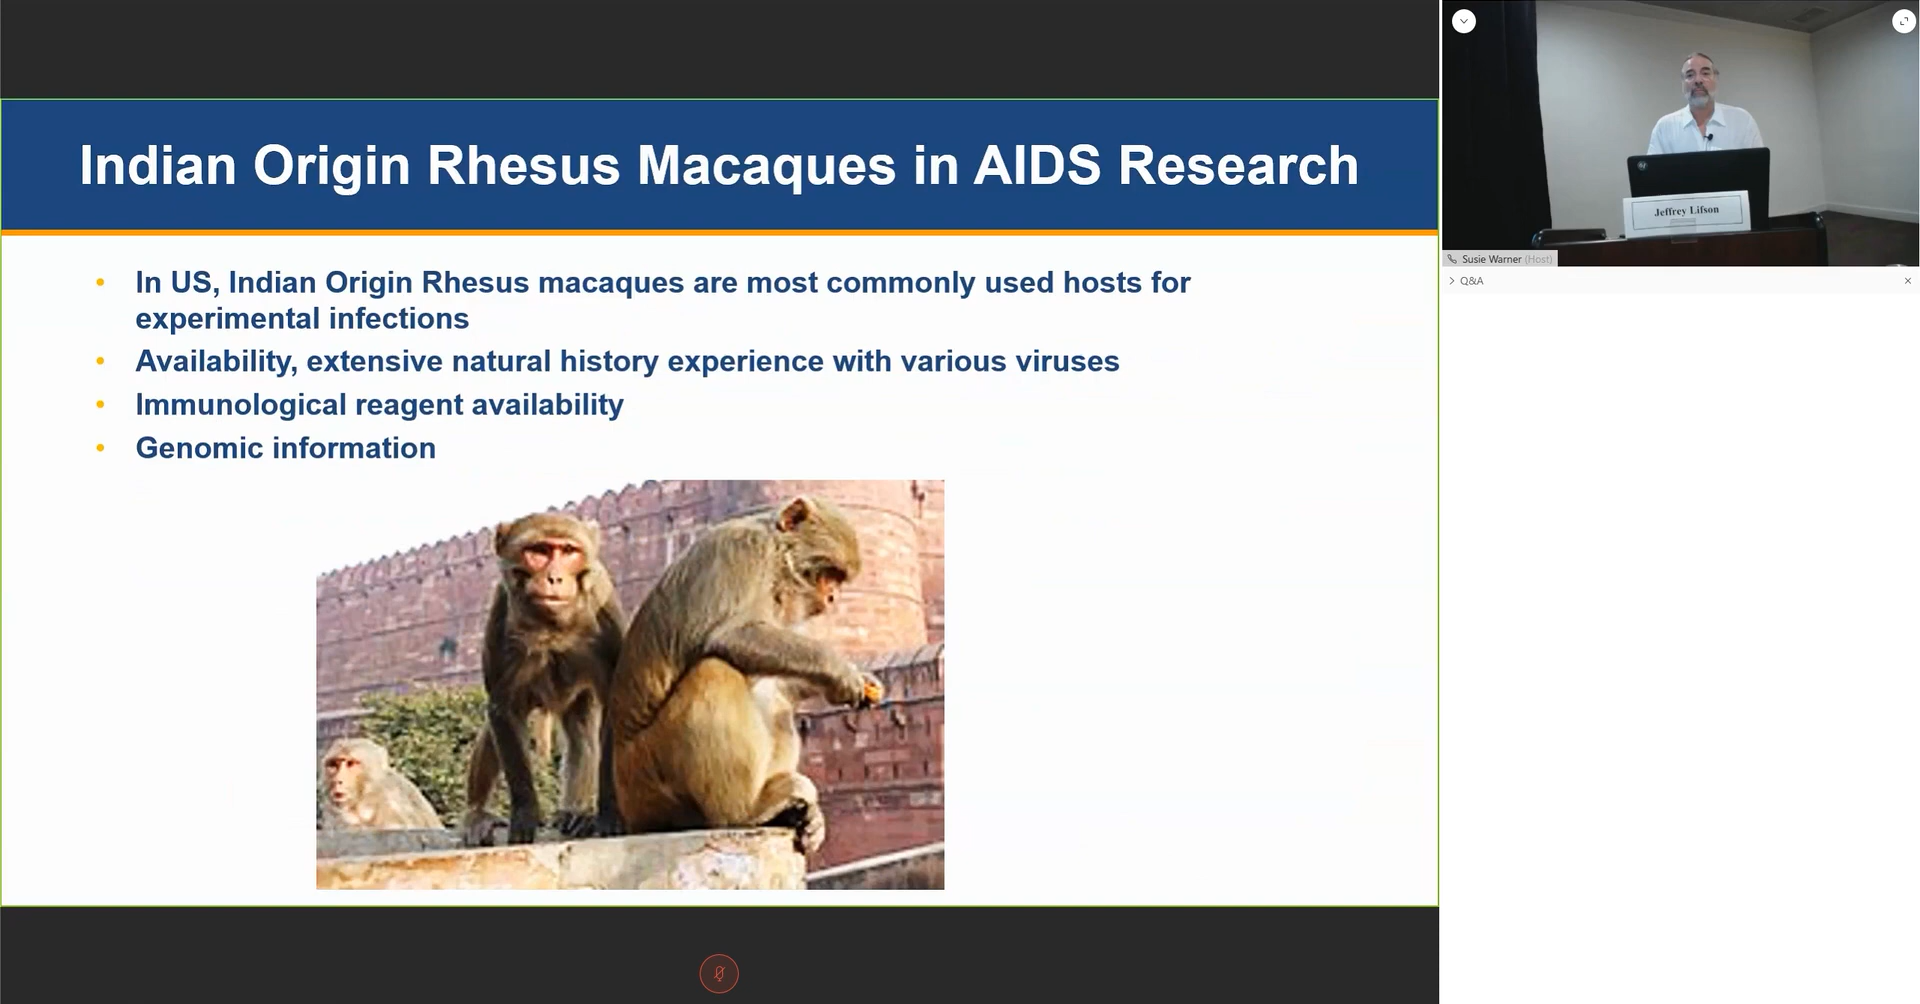 Indian Origin Rhesus Macaques in AIDS Research
• In US, Indian Origin Rhesus macaques are most commonly used hosts for
experimental infections
• Availability, extensive natural history experience with various viruses
• Immunological reagent availability
• Genomic information
Jeffrey Lifson
Susie Warner (Host)
Q&A